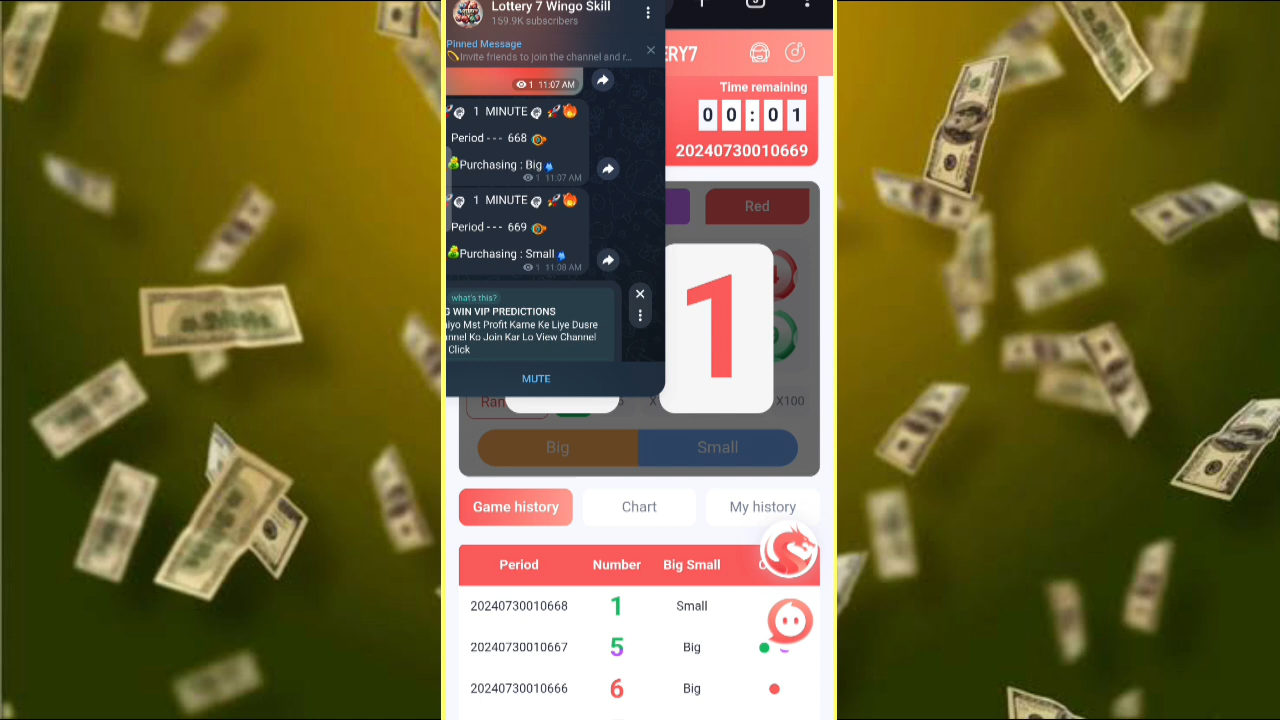 Lottery 7 Wingo Skill
159.9K subscribers
Pinned Message
Invite friends to join the channel and r...
1 11:07 AM
1 MINUTE
Period --- 668
Purchasing : Big
1 11:07 AM
1 MINUTE
Period --- 669
Purchasing : Small
1 11:08 AM
what's this?
WIN VIP PREDICTIONS
iyo Mst Profit Karne Ke Liye Dusre
nnel Ko Join Kar Lo View Channel
Click
MUTE
ERY7
Time remaining
0 0 : 0 1
20240730010669
Red
1
Ran
X
X100
Big
Small
Game history
Chart
My history
Period Number Big Small
20240730010668 1 Small
20240730010667 5 Big
20240730010666 6 Big